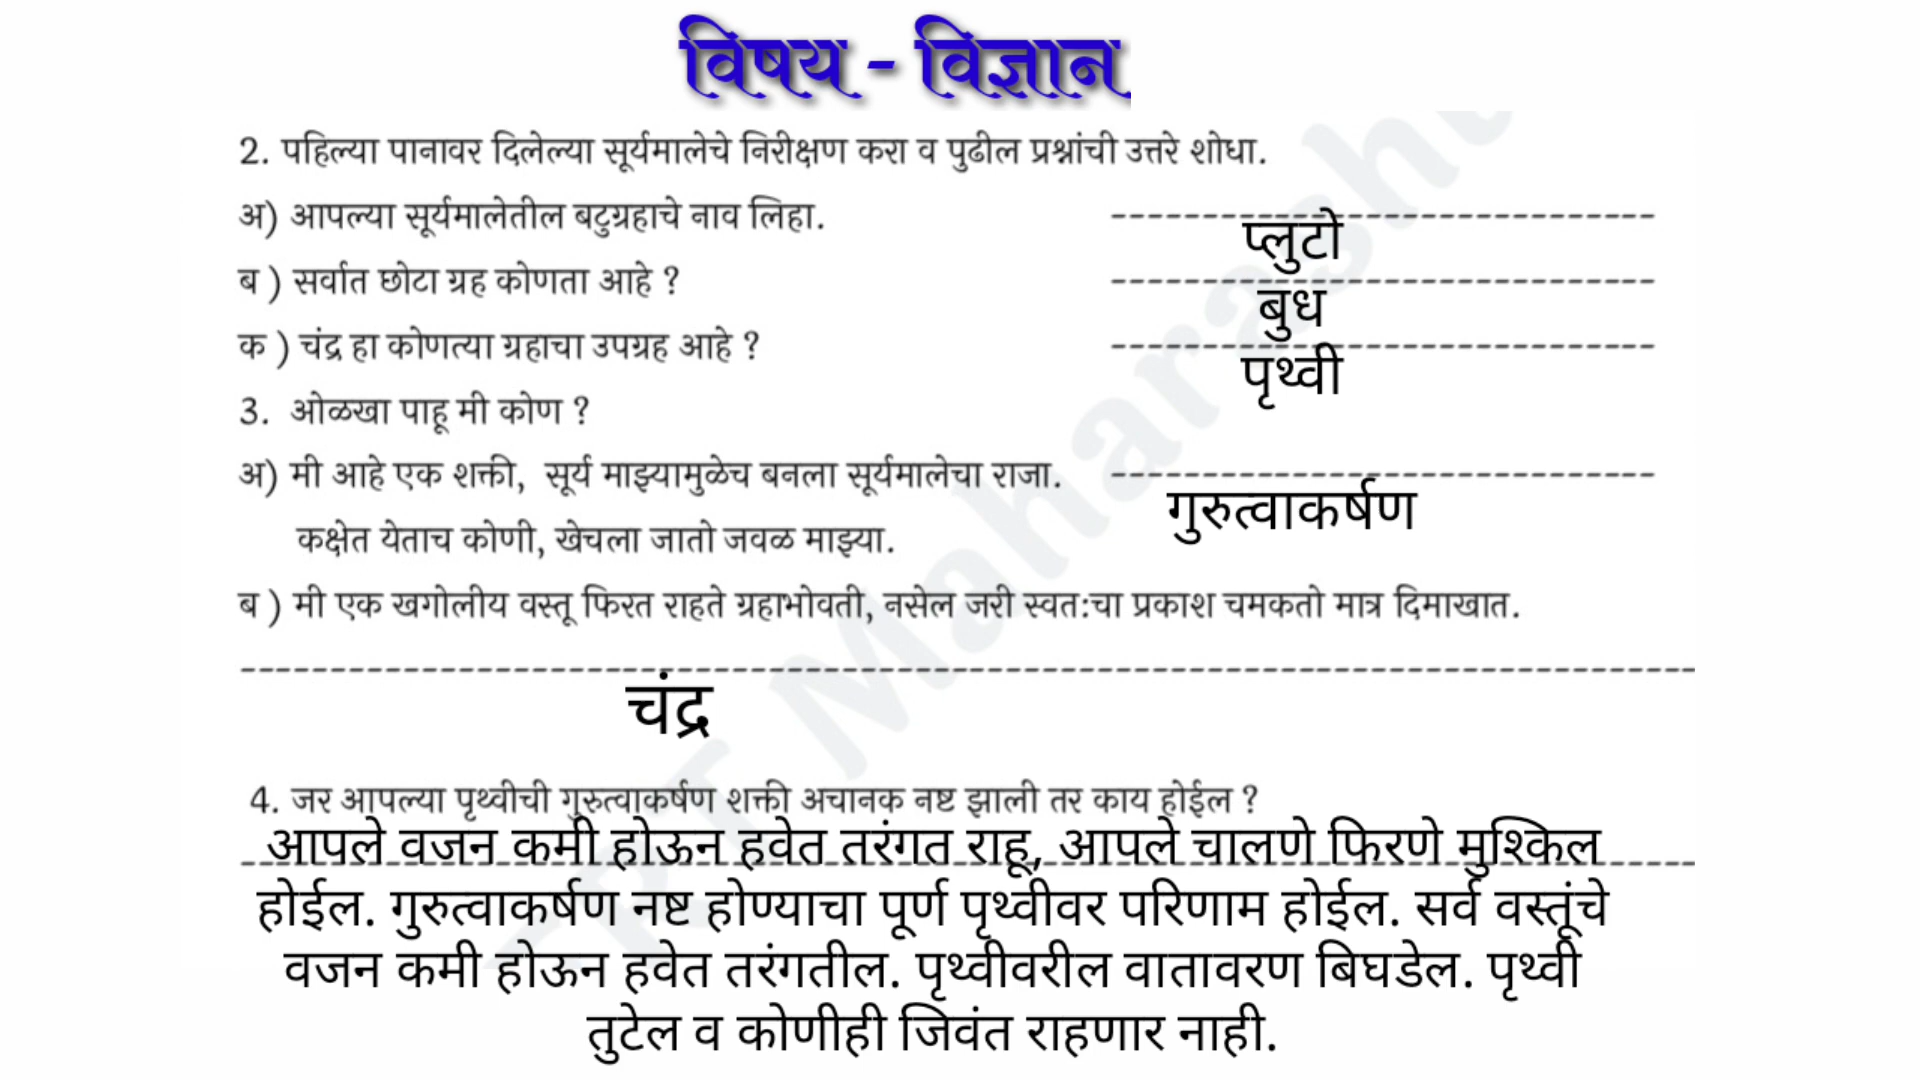 विषय - विज्ञान
2. पहिल्या पानावर दिलेल्या सूर्यमालेचे निरीक्षण करा व पुढील प्रश्नांची उत्तरे शोधा.
अ) आपल्या सूर्यमालेतील बटुग्रहाचे नाव लिहा. ------------------------------
प्लुटो
ब ) सर्वात छोटा ग्रह कोणता आहे ? ------------------------------
बुध
क ) चंद्र हा कोणत्या ग्रहाचा उपग्रह आहे ? ------------------------------
पृथ्वी
3. ओळखा पाहू मी कोण ?
अ) मी आहे एक शक्ती, सूर्य माझ्यामुळेच बनला सूर्यमालेचा राजा. ------------------------------
गुरुत्वाकर्षण
कक्षेत येताच कोणी, खेचला जातो जवळ माझ्या.
ब ) मी एक खगोलीय वस्तू फिरत राहते ग्रहाभोवती, नसेल जरी स्वत:चा प्रकाश चमकतो मात्र दिमाखात.
चंद्र
4. जर आपल्या पृथ्वीची गुरुत्वाकर्षण शक्ती अचानक नष्ट झाली तर काय होईल ?
आपले वजन कमी होऊन हवेत तरंगत राहू, आपले चालणे फिरणे मुश्किल
होईल. गुरुत्वाकर्षण नष्ट होण्याचा पूर्ण पृथ्वीवर परिणाम होईल. सर्व वस्तूंचे
वजन कमी होऊन हवेत तरंगतील. पृथ्वीवरील वातावरण बिघडेल. पृथ्वी
तुटेल व कोणीही जिवंत राहणार नाही.